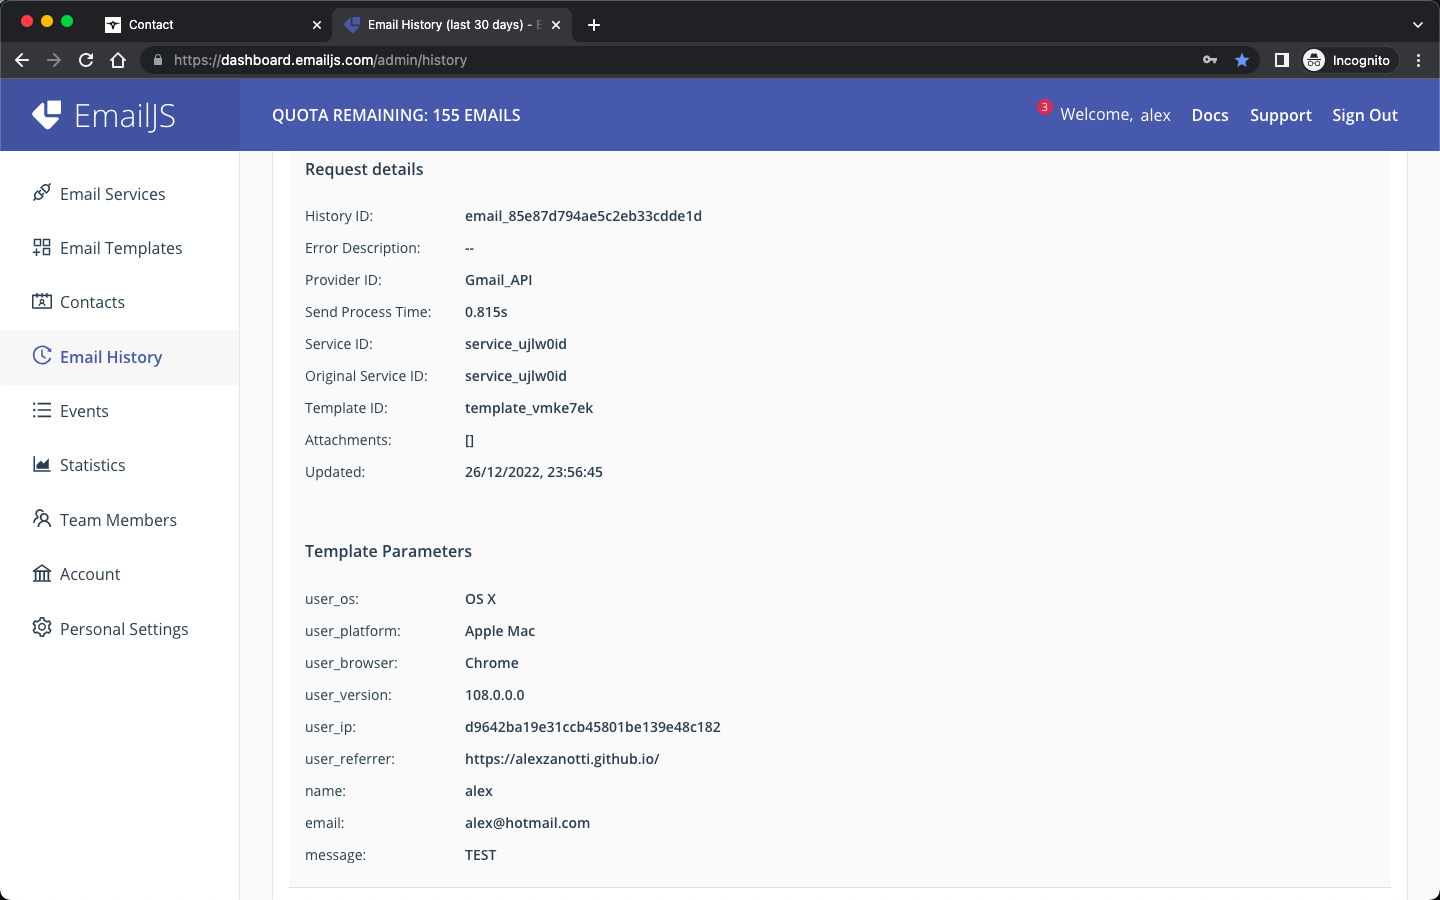 Contact
Email History (last 30 days) - E
https://dashboard.emailjs.com/admin/history
Incognito
EmailJS
QUOTA REMAINING: 155 EMAILS
3
Welcome, alex
Docs
Support
Sign Out
Email Services
Email Templates
Contacts
Email History
Events
Statistics
Team Members
Account
Personal Settings
Request details
History ID: email_85e87d794ae5c2eb33cdde1d
Error Description: --
Provider ID: Gmail_API
Send Process Time: 0.815s
Service ID: service_ujlw0id
Original Service ID: service_ujlw0id
Template ID: template_vmke7ek
Attachments: []
Updated: 26/12/2022, 23:56:45
Template Parameters
user_os: OS X
user_platform: Apple Mac
user_browser: Chrome
user_version: 108.0.0.0
user_ip: d9642ba19e31ccb45801be139e48c182
user_referrer: https://alexzanotti.github.io/
name: alex
email: alex@hotmail.com
message: TEST